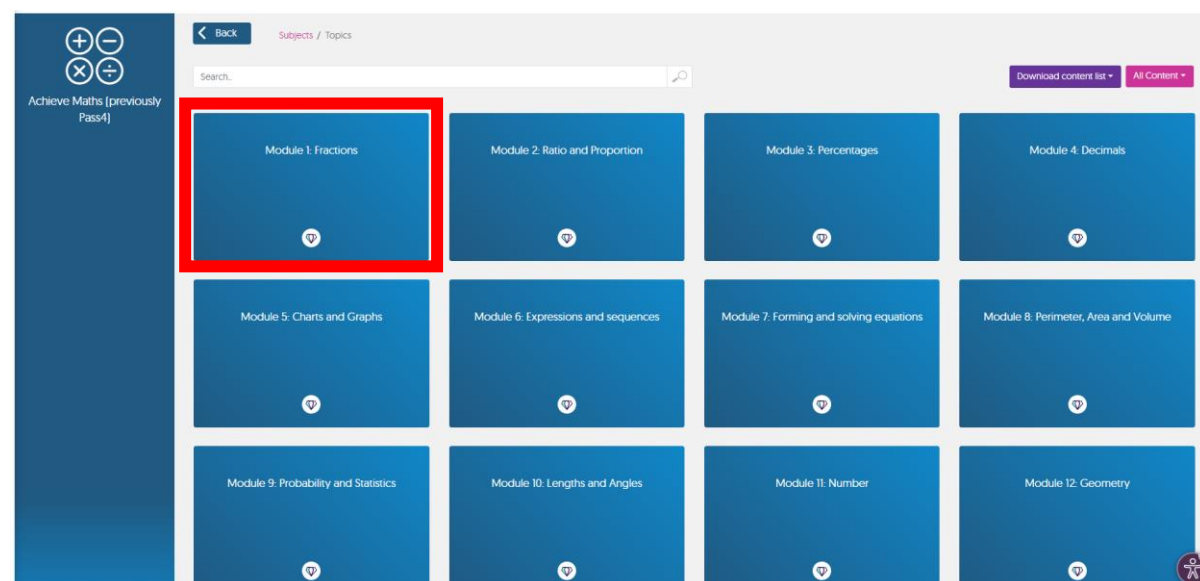 Achieve Maths (previously
Pass4)
Back
Subjects / Topics
Search..
Download content list
All Content
Module 1: Fractions
Module 2: Ratio and Proportion
Module 3: Percentages
Module 4: Decimals
Module 5: Charts and Graphs
Module 6: Expressions and sequences
Module 7: Forming and solving equations
Module 8: Perimeter, Area and Volume
Module 9: Probability and Statistics
Module 10: Lengths and Angles
Module 11: Number
Module 12: Geometry